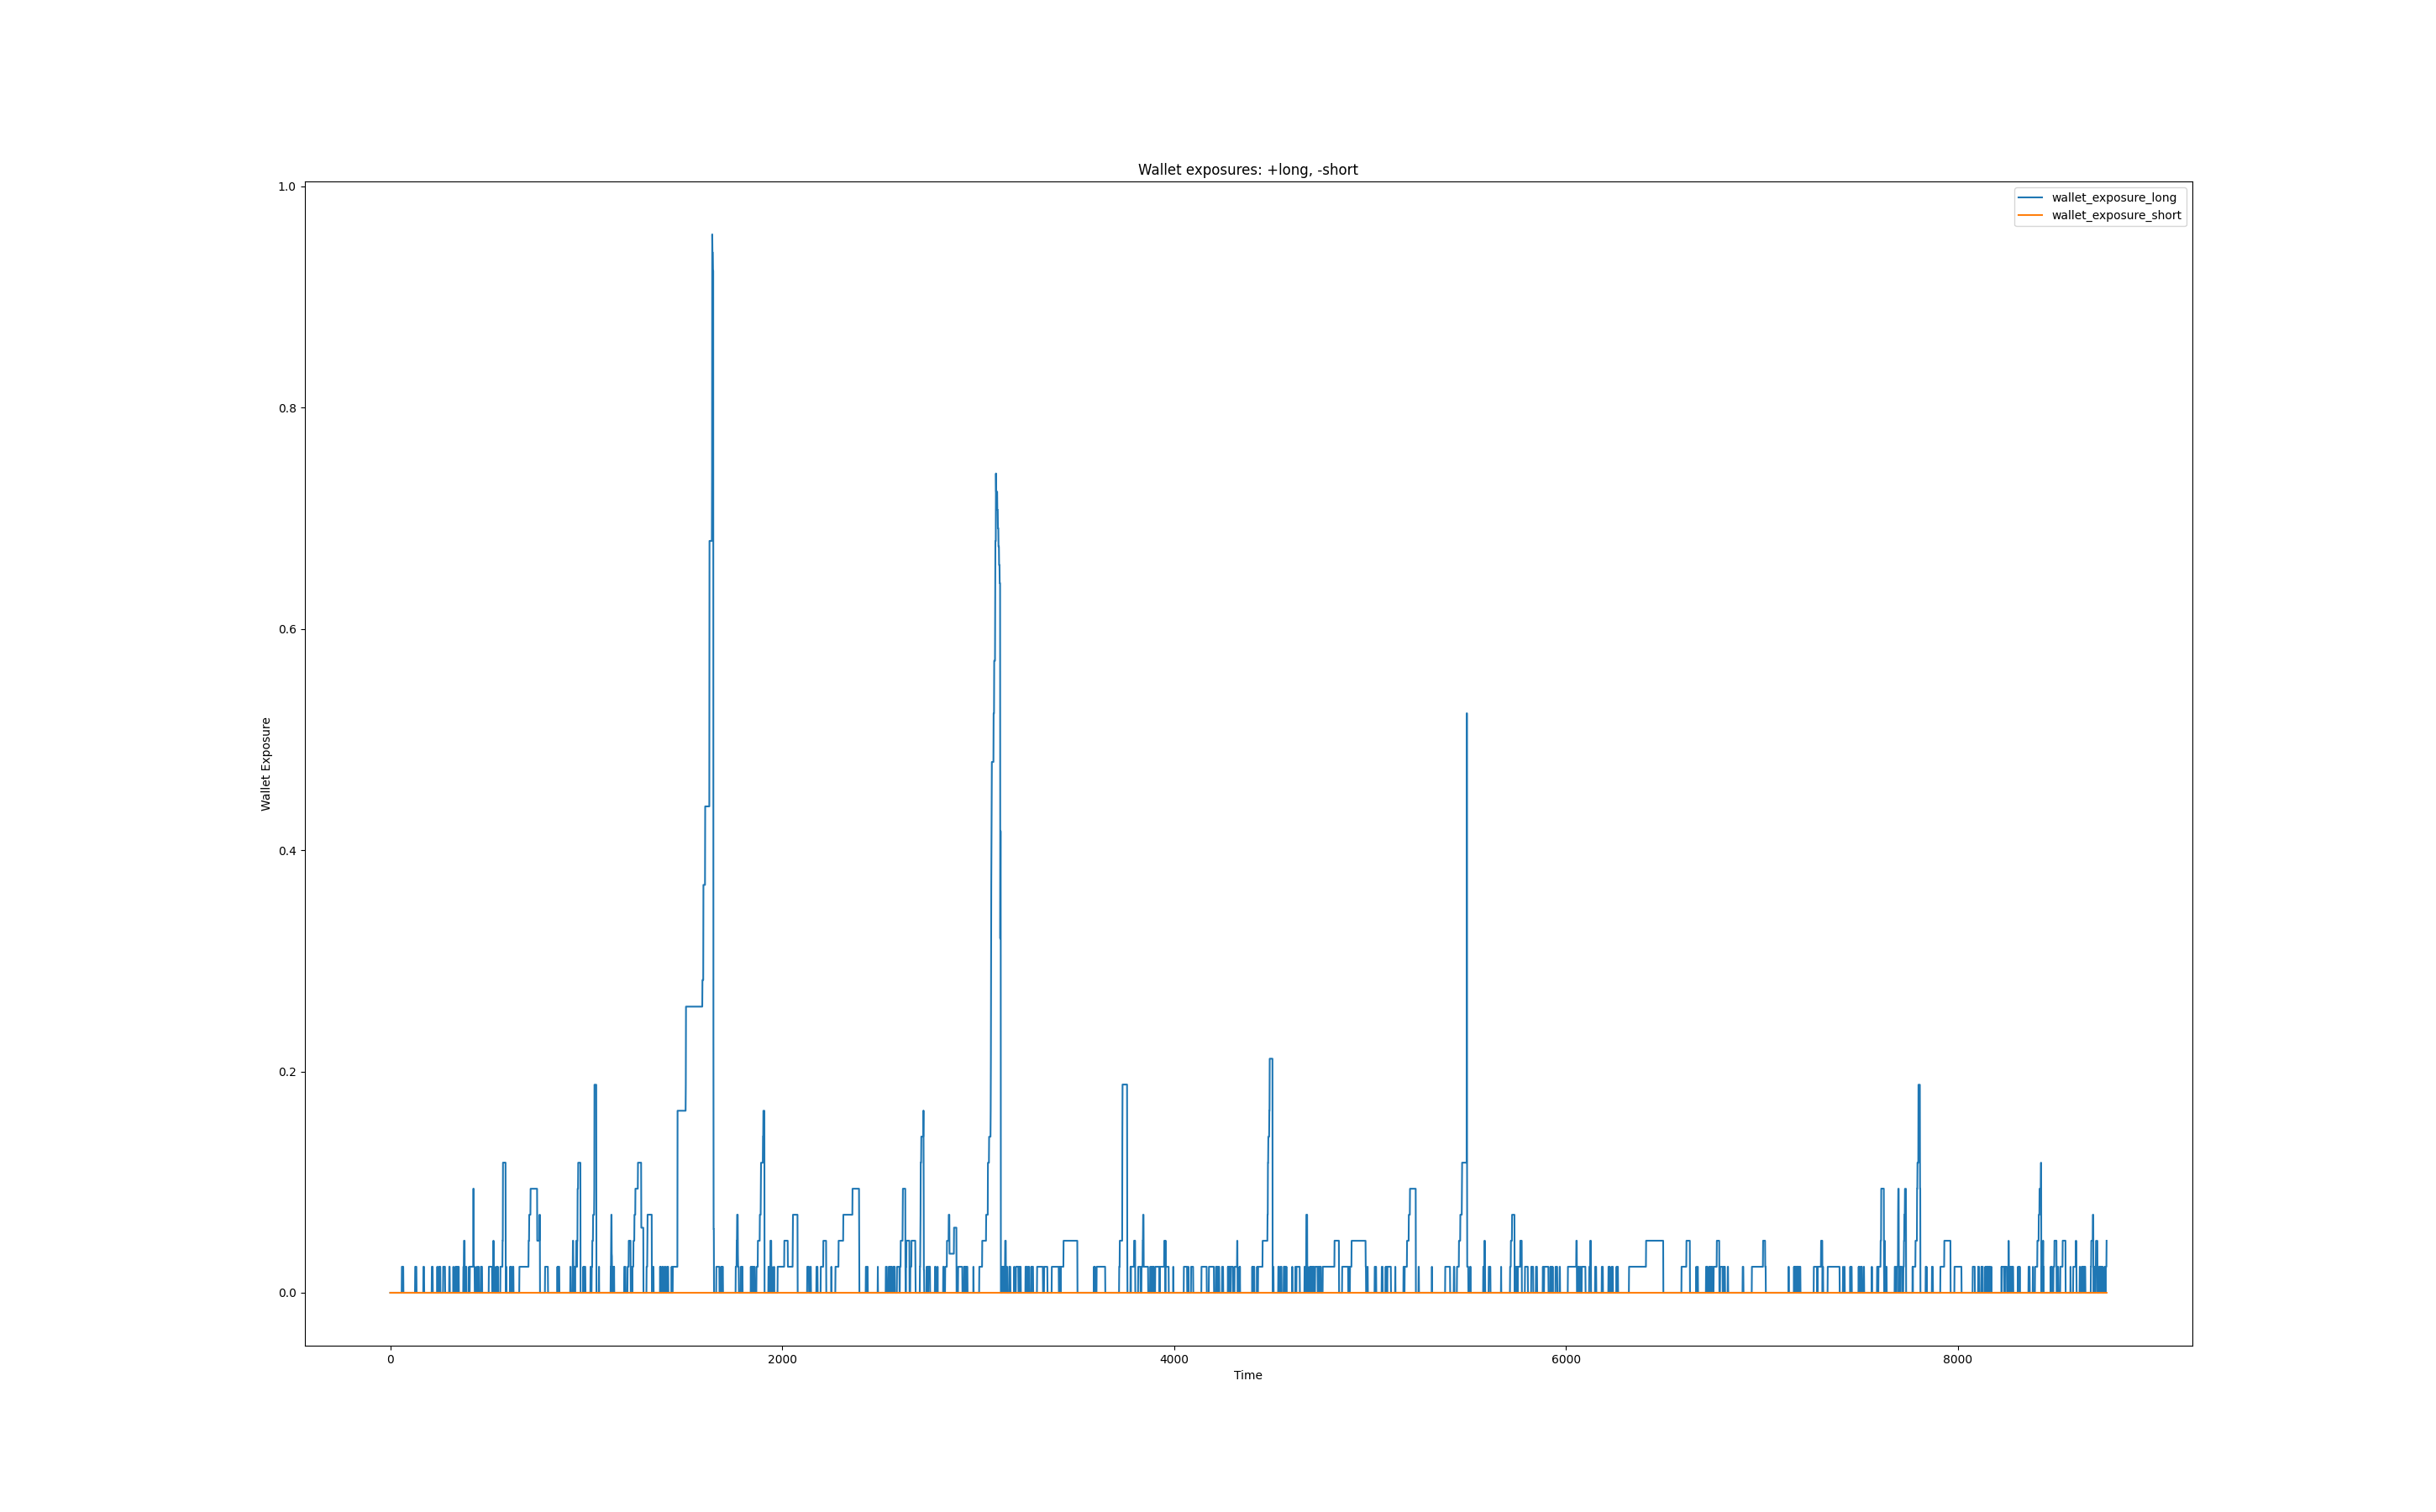 Wallet exposures: +long, -short
wallet_exposure_long
wallet_exposure_short
1.0
0.8
0.6
0.4
0.2
0.0
Wallet Exposure
0 2000 4000 6000 8000
Time